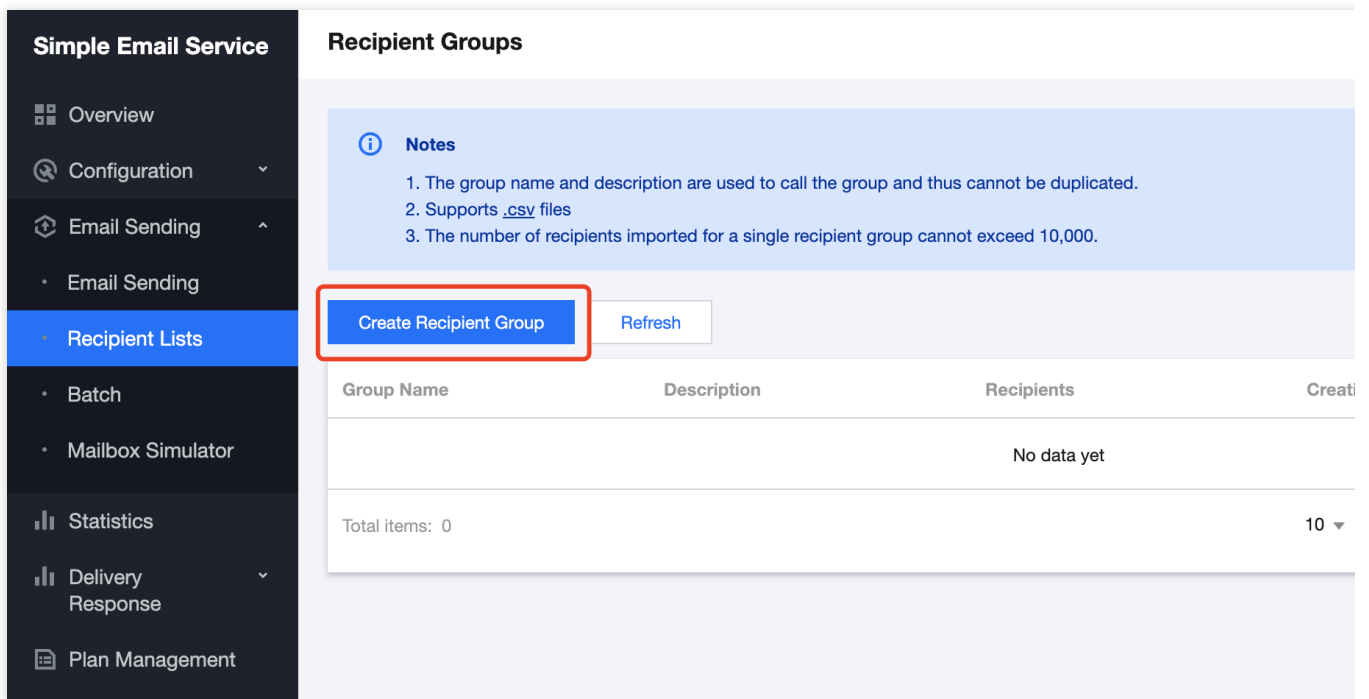 Simple Email Service
Overview
Configuration
Email Sending
Email Sending
Recipient Lists
Batch
Mailbox Simulator
Statistics
Delivery
Response
Plan Management
Recipient Groups
Notes
1. The group name and description are used to call the group and thus cannot be duplicated.
2. Supports .csv files
3. The number of recipients imported for a single recipient group cannot exceed 10,000.
Create Recipient Group Refresh
Group Name Description Recipients Creati
No data yet
Total items: 0 10